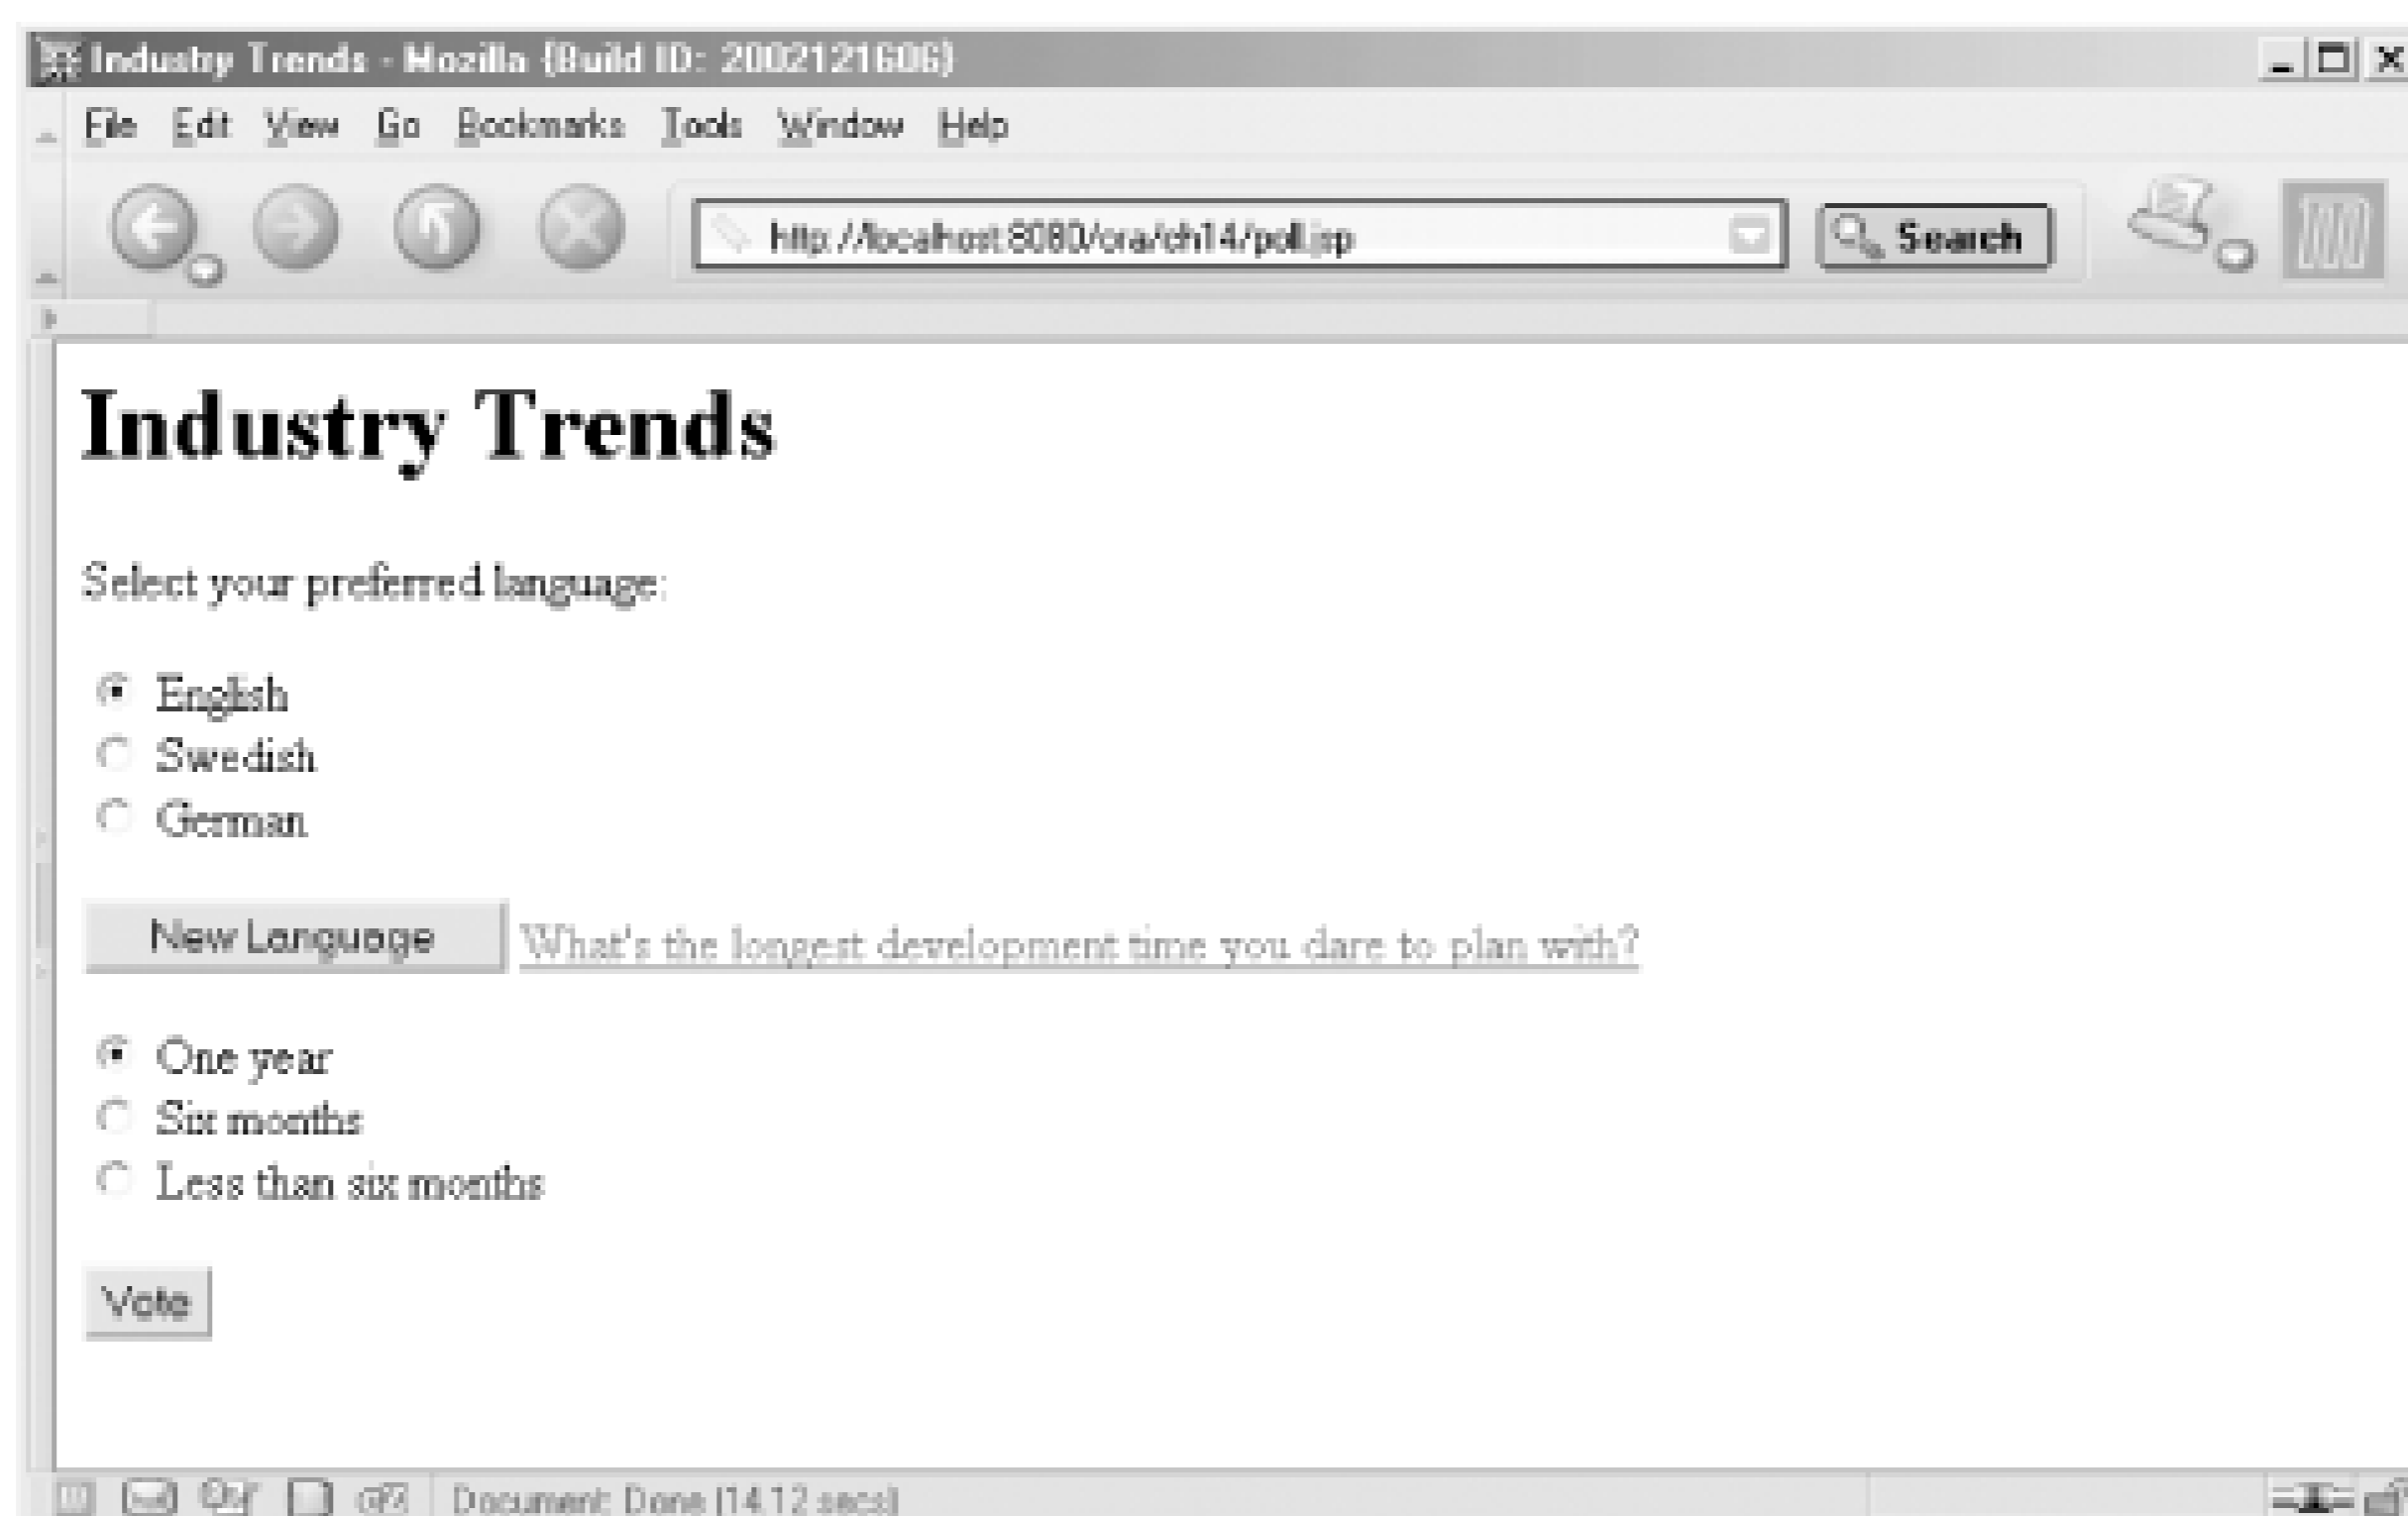 Industry Trends - Mozilla {Build ID: 2002121606}
File Edit View Go Bookmarks Tools Window Help
http://localhost:8080/ora/ch14/poll.jsp Search
Industry Trends
Select your preferred language:
English
Swedish
German
New Language What's the longest development time you dare to plan with?
One year
Six months
Less than six months
Vote
Document: Done (14.12 secs)